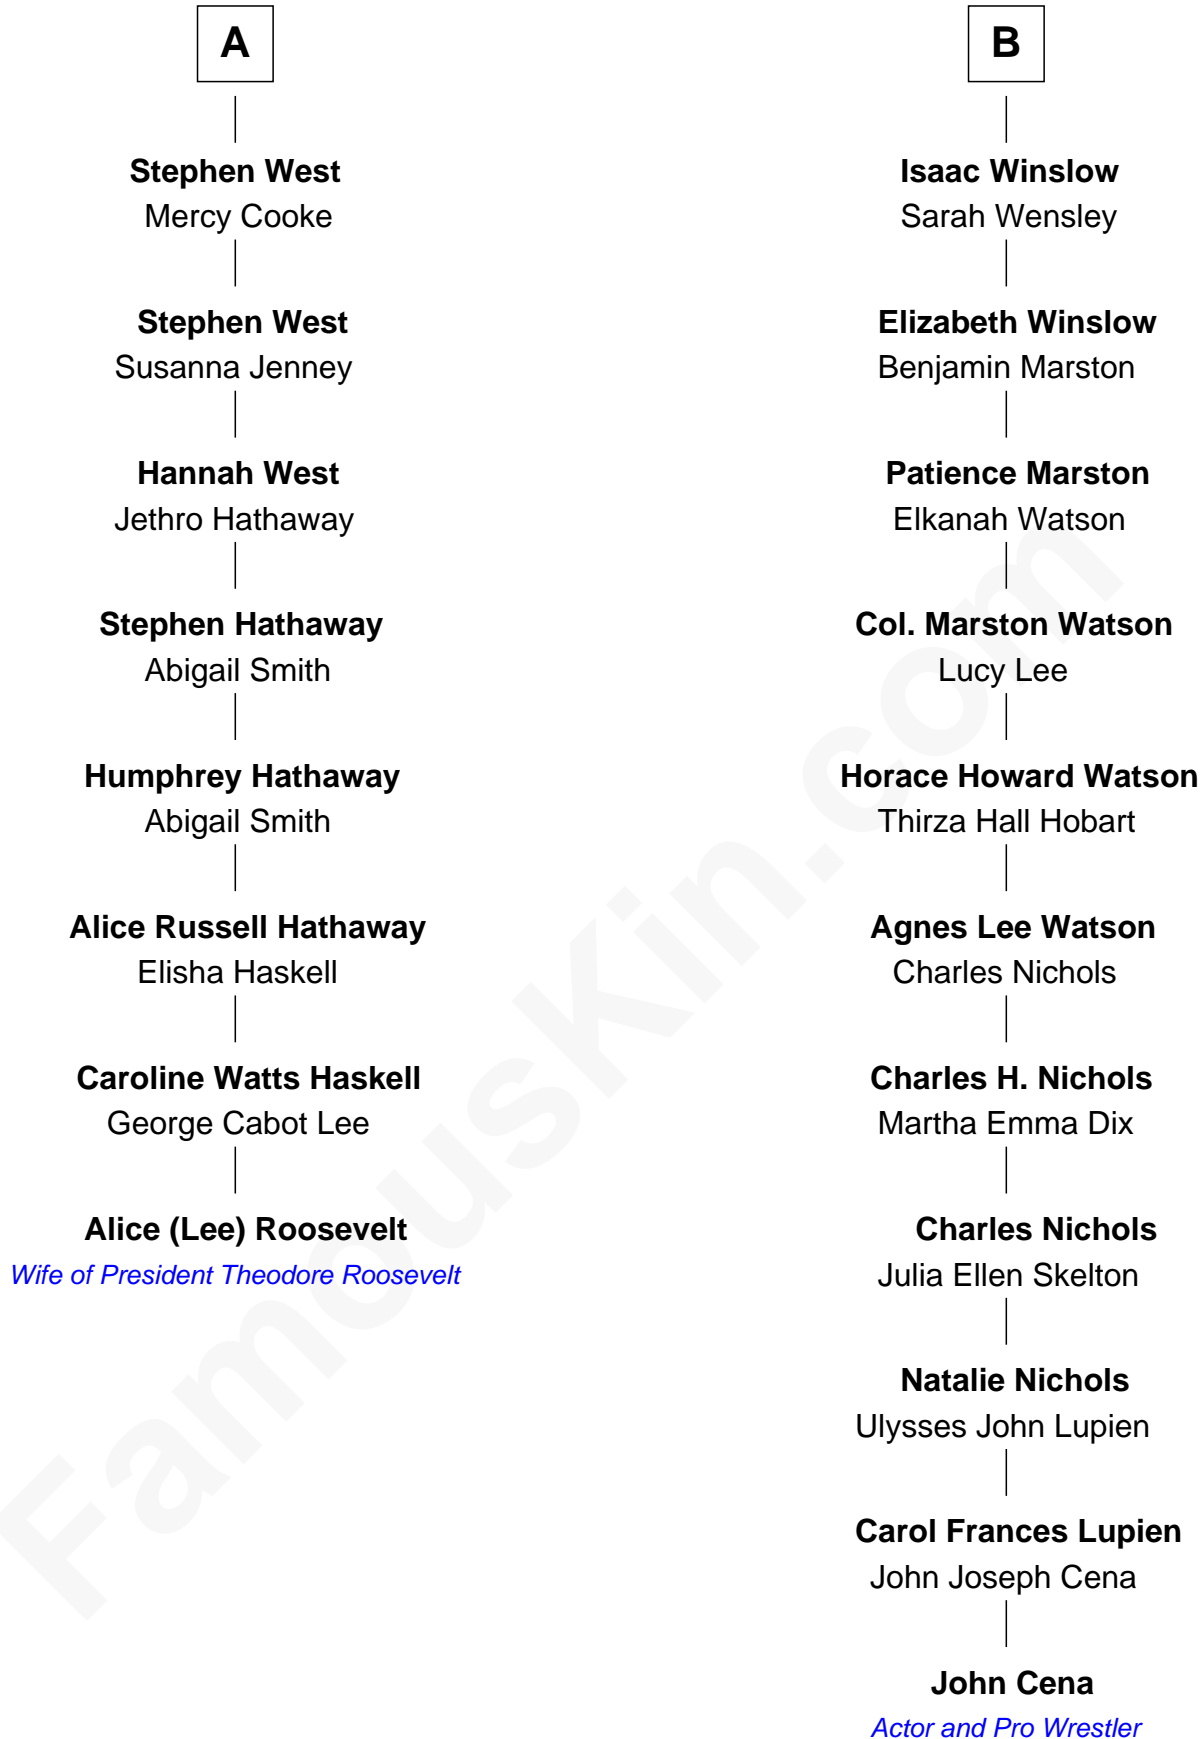 A
Stephen West
Mercy Cooke
Stephen West
Susanna Jenney
Hannah West
Jethro Hathaway
Stephen Hathaway
Abigail Smith
Humphrey Hathaway
Abigail Smith
Alice Russell Hathaway
Elisha Haskell
Caroline Watts Haskell
George Cabot Lee
Alice (Lee) Roosevelt
Wife of President Theodore Roosevelt
B
Isaac Winslow
Sarah Wensley
Elizabeth Winslow
Benjamin Marston
Patience Marston
Elkanah Watson
Col. Marston Watson
Lucy Lee
Horace Howard Watson
Thirza Hall Hobart
Agnes Lee Watson
Charles Nichols
Charles H. Nichols
Martha Emma Dix
Charles Nichols
Julia Ellen Skelton
Natalie Nichols
Ulysses John Lupien
Carol Frances Lupien
John Joseph Cena
John Cena
Actor and Pro Wrestler
FamousKin.com